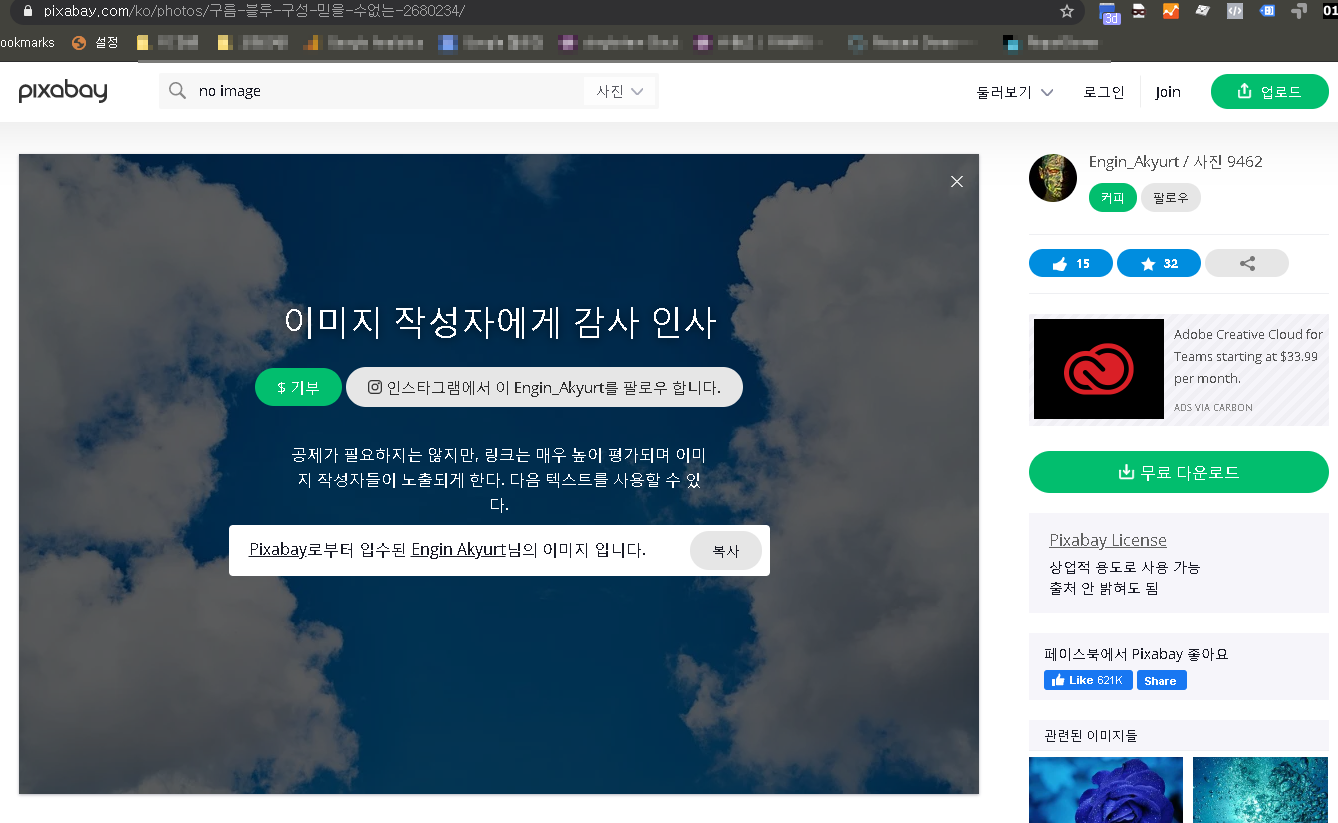 pixabay.com/ko/photos/구름-블루-구성-믿을-수없는-2680234/
3d
01
ookmarks
설정
pixabay
no image
사진
둘러보기
로그인
Join
업로드
이미지 작성자에게 감사 인사
$ 기부
인스타그램에서 이 Engin_Akyurt를 팔로우 합니다.
공제가 필요하지는 않지만, 링크는 매우 높이 평가되며 이미
지 작성자들이 노출되게 한다. 다음 텍스트를 사용할 수 있
다.
Pixabay로부터 입수된 Engin Akyurt님의 이미지 입니다.
복사
Engin_Akyurt / 사진 9462
커피
팔로우
15
32
Adobe Creative Cloud for
Teams starting at $33.99
per month.
ADS VIA CARBON
무료 다운로드
Pixabay License
상업적 용도로 사용 가능
출처 안 밝혀도 됨
페이스북에서 Pixabay 좋아요
Like 621K
Share
관련된 이미지들